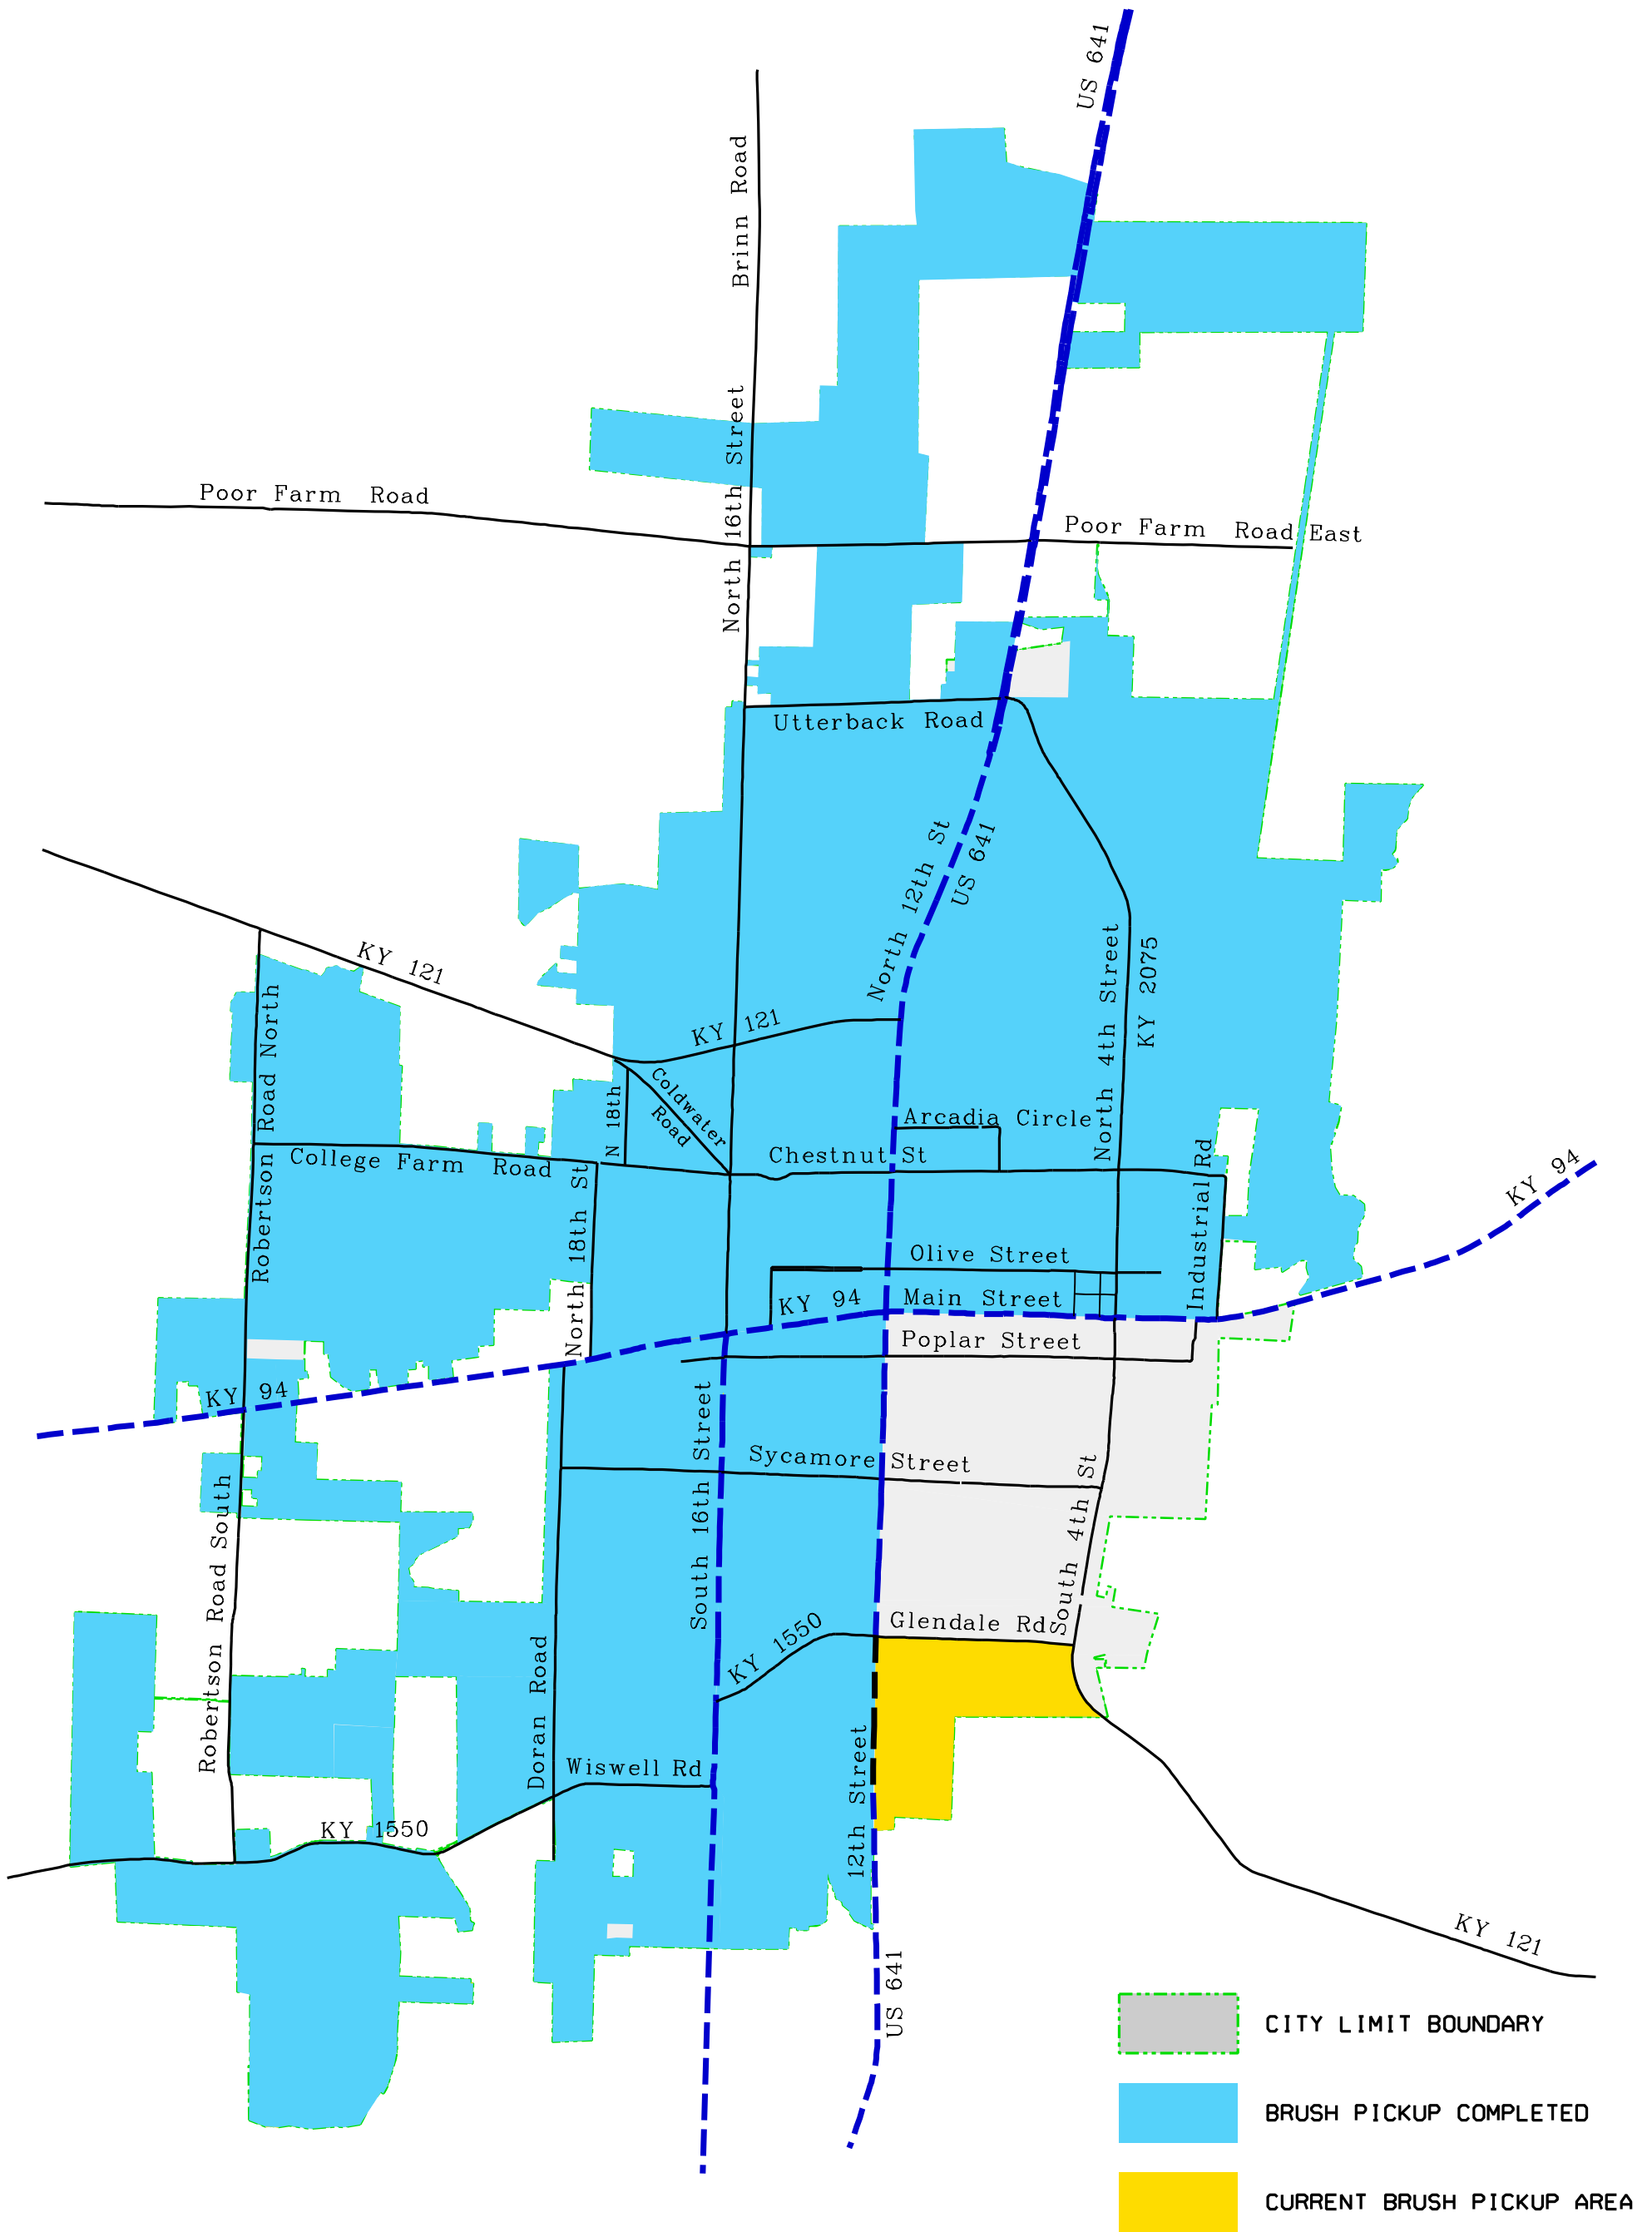 US 641
Brinn Road
North 16th Street
Poor Farm Road
Poor Farm Road East
Utterback Road
North 12th St
US 641
KY 121
North 4th Street
KY 2075
KY 121
Coldwater
Road
N 18th
Arcadia Circle
Chestnut St
College Farm Road
Robertson Road North
North 18th St
Industrial Rd
KY 94
Olive Street
KY 94
Main Street
Poplar Street
KY 94
South 16th Street
Sycamore Street
South 4th St
Robertson Road South
Glendale Rd
KY 1550
Doran Road
Wiswell Rd
12th Street
KY 1550
KY 121
US 641
CITY LIMIT BOUNDARY
BRUSH PICKUP COMPLETED
CURRENT BRUSH PICKUP AREA